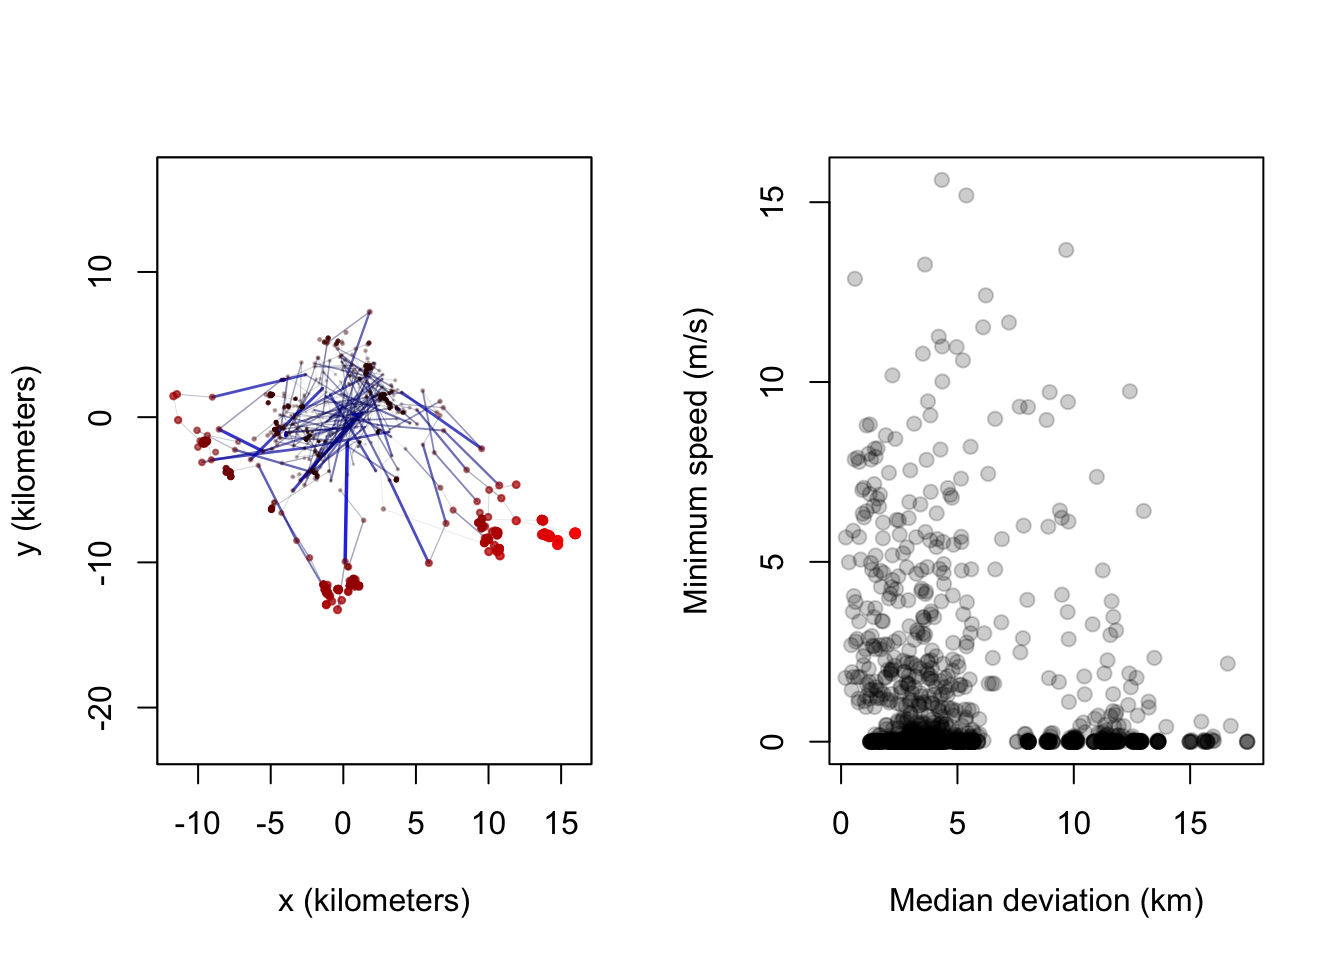 10
0
-10
-20
y (kilometers)
-10 -5 0 5 10 15
x (kilometers)
15
10
5
0
Minimum speed (m/s)
0 5 10 15
Median deviation (km)